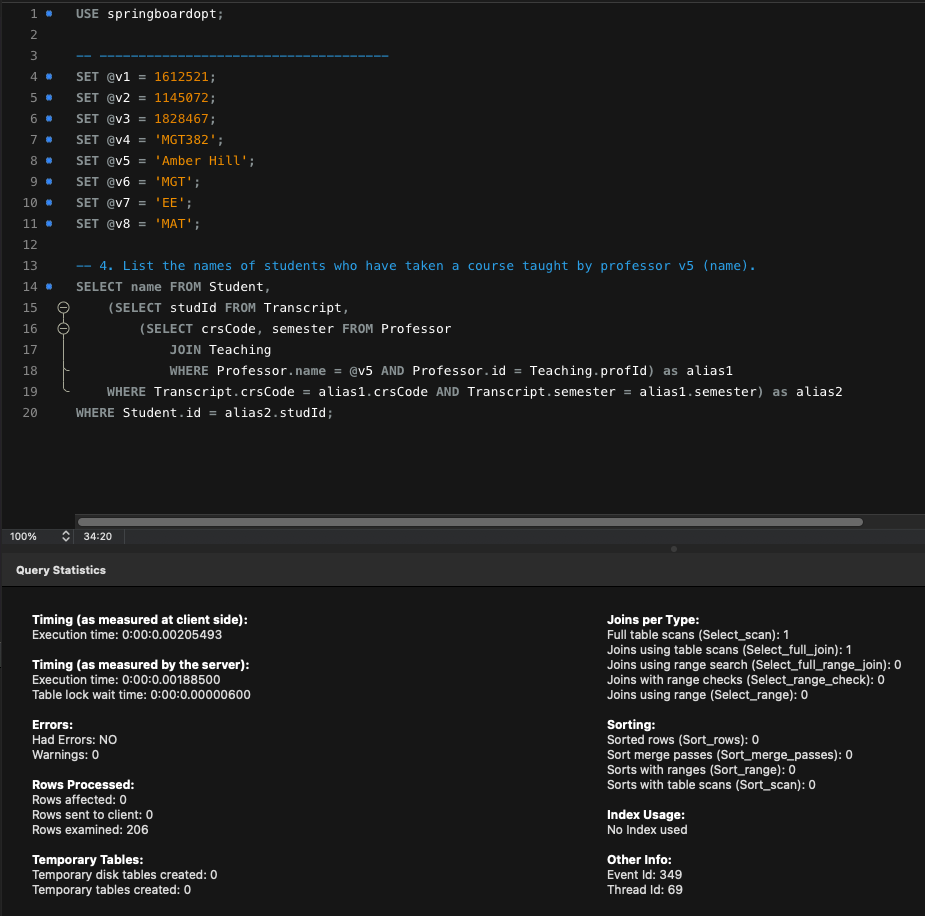 1 USE springboardopt;
2
3 -- -------------------------------------
4 SET @v1 = 1612521;
5 SET @v2 = 1145072;
6 SET @v3 = 1828467;
7 SET @v4 = 'MGT382';
8 SET @v5 = 'Amber Hill';
9 SET @v6 = 'MGT';
10 SET @v7 = 'EE';
11 SET @v8 = 'MAT';
12
13 -- 4. List the names of students who have taken a course taught by professor v5 (name).
14 SELECT name FROM Student,
15 (SELECT studId FROM Transcript,
16 (SELECT crsCode, semester FROM Professor
17 JOIN Teaching
18 WHERE Professor.name = @v5 AND Professor.id = Teaching.profId) as alias1
19 WHERE Transcript.crsCode = alias1.crsCode AND Transcript.semester = alias1.semester) as alias2
20 WHERE Student.id = alias2.studId;
100% 34:20
Query Statistics
Timing (as measured at client side):
Execution time: 0:00:0.00205493
Timing (as measured by the server):
Execution time: 0:00:0.00188500
Table lock wait time: 0:00:0.00000600
Errors:
Had Errors: NO
Warnings: 0
Rows Processed:
Rows affected: 0
Rows sent to client: 0
Rows examined: 206
Temporary Tables:
Temporary disk tables created: 0
Temporary tables created: 0
Joins per Type:
Full table scans (Select_scan): 1
Joins using table scans (Select_full_join): 1
Joins using range search (Select_full_range_join): 0
Joins with range checks (Select_range_check): 0
Joins using range (Select_range): 0
Sorting:
Sorted rows (Sort_rows): 0
Sort merge passes (Sort_merge_passes): 0
Sorts with ranges (Sort_range): 0
Sorts with table scans (Sort_scan): 0
Index Usage:
No Index used
Other Info:
Event Id: 349
Thread Id: 69